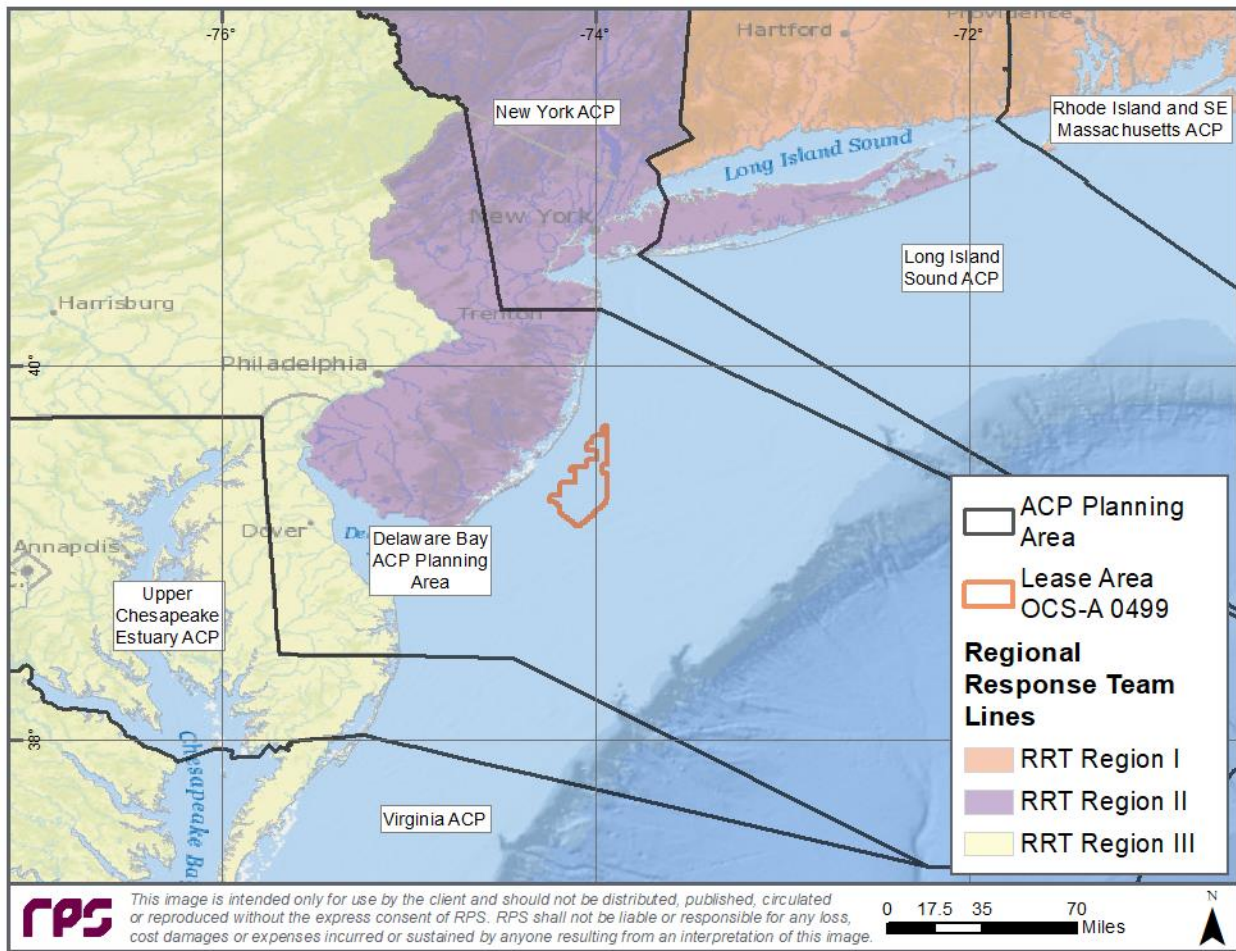 -76°
-74°
-72°
Hartford
Providence
New York ACP
Rhode Island and SE
Massachusetts ACP
Long Island Sound
New York
Long Island
Sound ACP
Harrisburg
Trenton
Philadelphia
40°
Dover
De
Annapolis
Delaware Bay
ACP Planning
Area
Upper
Chesapeake
Estuary ACP
38°
Chesapeake Ba
Virginia ACP
ACP Planning
Area
Lease Area
OCS-A 0499
Regional
Response Team
Lines
RRT Region I
RRT Region II
RRT Region III
rps
This image is intended only for use by the client and should not be distributed, published, circulated
or reproduced without the express consent of RPS. RPS shall not be liable or responsible for any loss,
cost damages or expenses incurred or sustained by anyone resulting from an interpretation of this image.
0 17.5 35 70
Miles
N